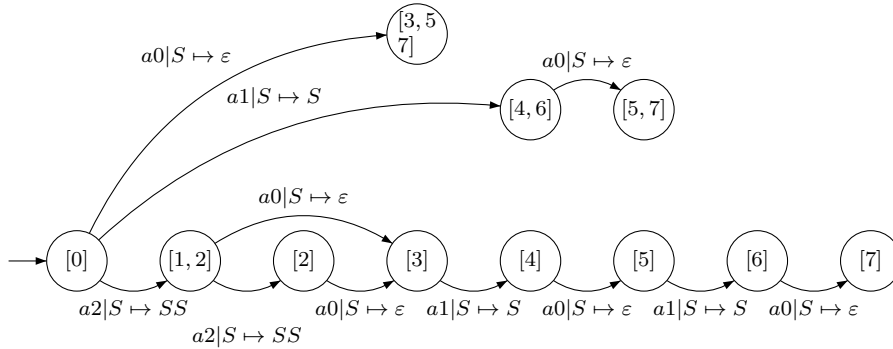 [3, 5
7]
a0|S ↦ ε
a0|S ↦ ε
a1|S ↦ S
[4, 6]
[5, 7]
a0|S ↦ ε
[0]
[1, 2]
[2]
[3]
[4]
[5]
[6]
[7]
a2|S ↦ SS
a0|S ↦ ε
a1|S ↦ S
a0|S ↦ ε
a1|S ↦ S
a0|S ↦ ε
a2|S ↦ SS